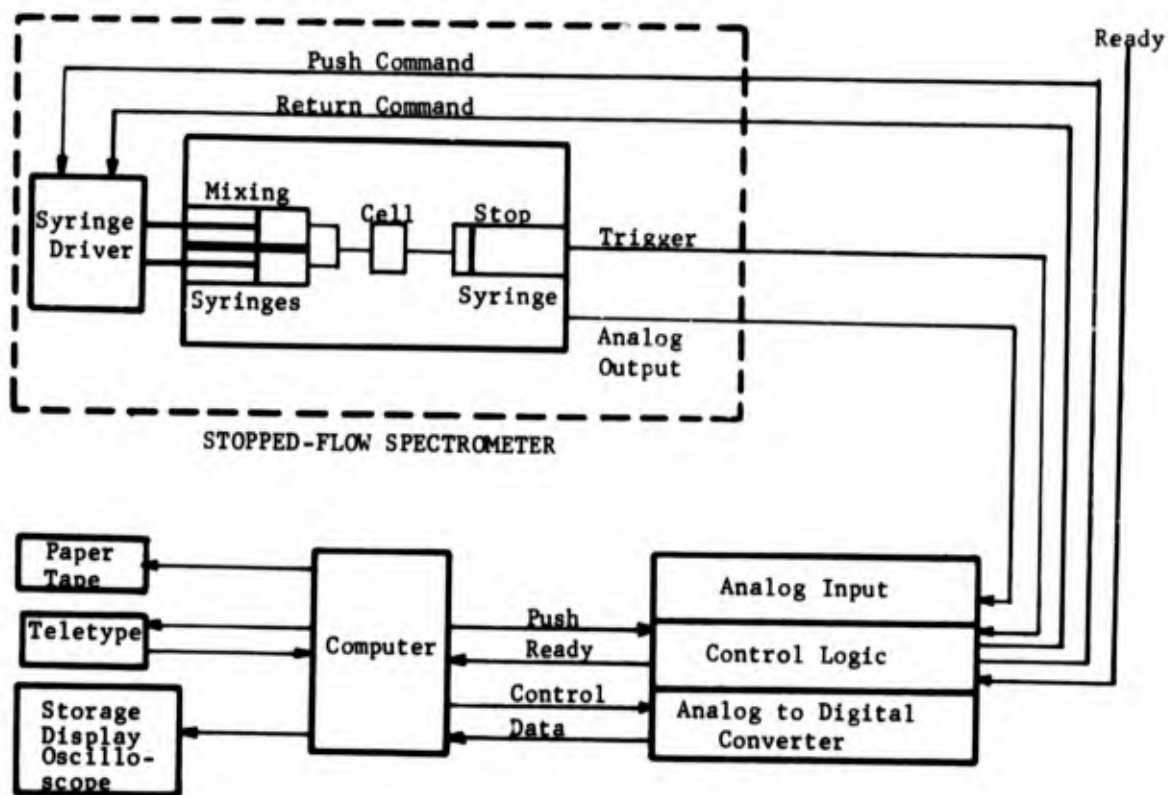 Ready
Push Command
Return Command
Mixing
Cell
Stop
Syringe
Driver
Trigger
Syringes
Syringe
Analog
Output
STOPPED-FLOW SPECTROMETER
Paper
Tape
Analog Input
Push
Teletype
Computer
Ready
Control Logic
Control
Storage
Display
Oscillo-
scope
Analog to Digital
Converter
Data